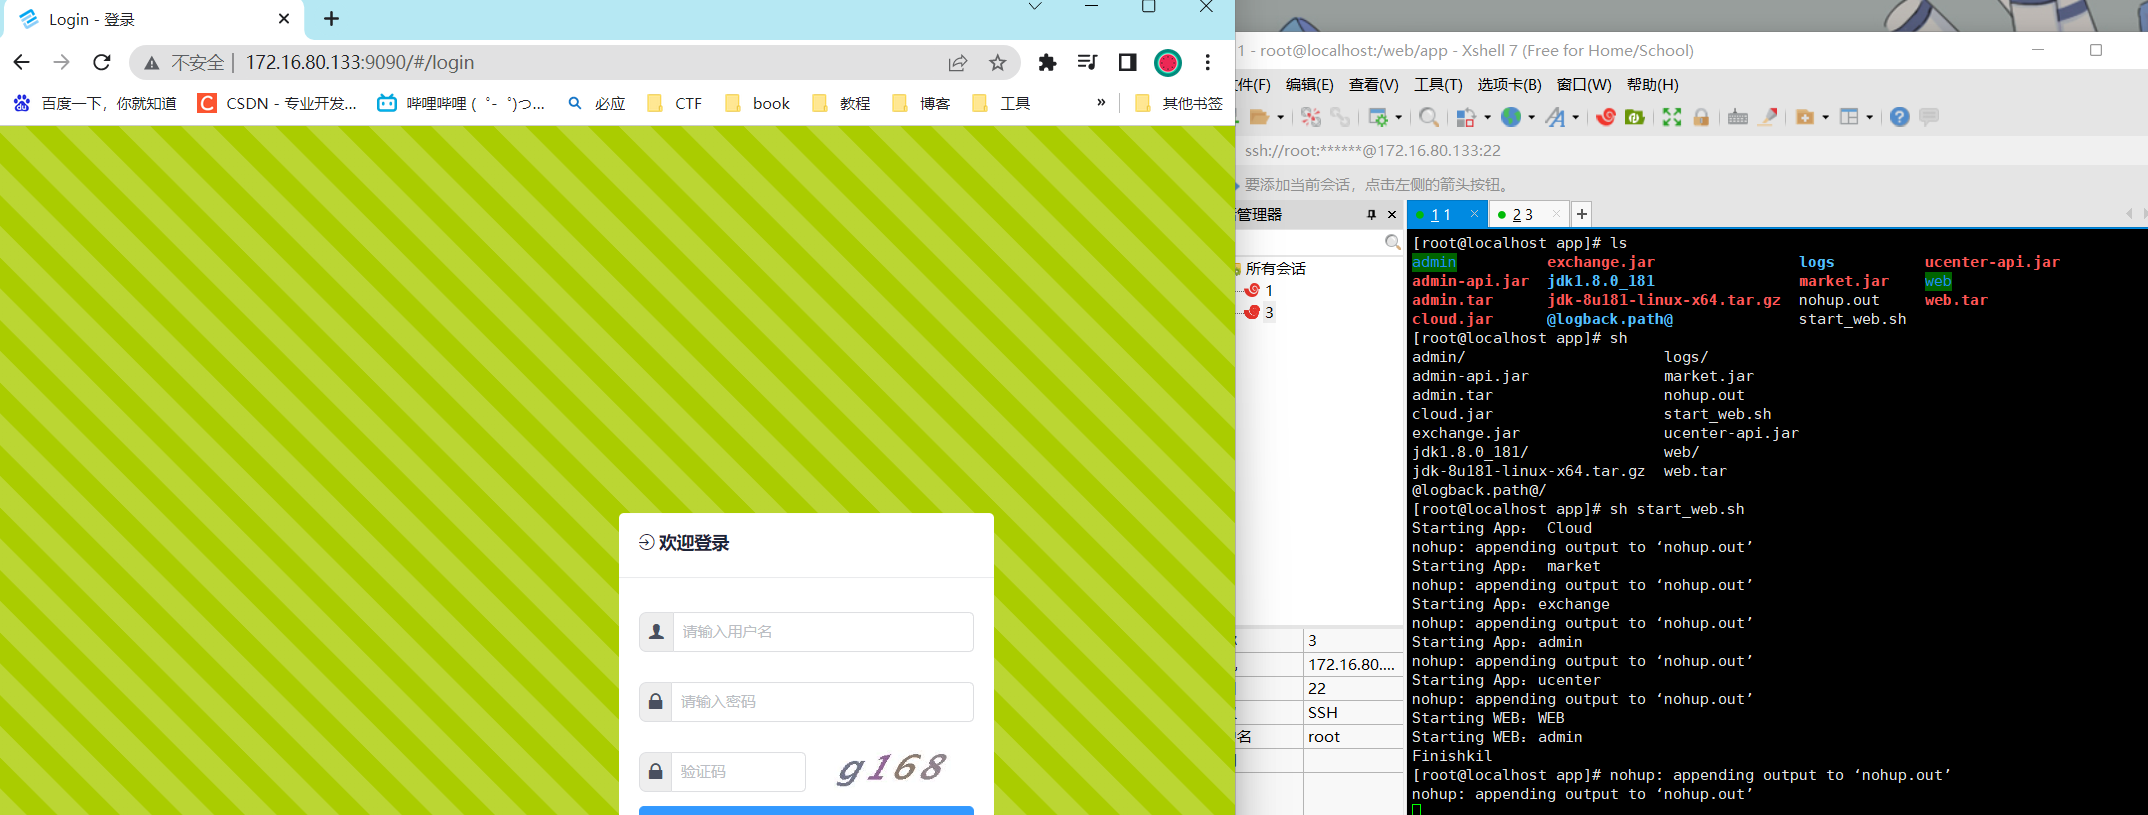 Login - 登录
不安全 | 172.16.80.133:9090/#/login
百度一下，你就知道 CSDN - 专业开发... 哔哩哔哩 ( ゜- ゜)つ... 必应 CTF book 教程 博客 工具 » 其他书签
欢迎登录
请输入用户名
请输入密码
验证码 g168
1 - root@localhost:/web/app - Xshell 7 (Free for Home/School)
件(F) 编辑(E) 查看(V) 工具(T) 选项卡(B) 窗口(W) 帮助(H)
ssh://root:******@172.16.80.133:22
要添加当前会话，点击左侧的箭头按钮。
管理器
所有会话
1
3
3
172.16.80....
22
SSH
名 root
1 1 2 3
[root@localhost app]# ls
admin exchange.jar logs ucenter-api.jar
admin-api.jar jdk1.8.0_181 market.jar web
admin.tar jdk-8u181-linux-x64.tar.gz nohup.out web.tar
cloud.jar @logback.path@ start_web.sh
[root@localhost app]# sh
admin/ logs/
admin-api.jar market.jar
admin.tar nohup.out
cloud.jar start_web.sh
exchange.jar ucenter-api.jar
jdk1.8.0_181/ web/
jdk-8u181-linux-x64.tar.gz web.tar
@logback.path@/
[root@localhost app]# sh start_web.sh
Starting App： Cloud
nohup: appending output to ‘nohup.out’
Starting App： market
nohup: appending output to ‘nohup.out’
Starting App：exchange
nohup: appending output to ‘nohup.out’
Starting App：admin
nohup: appending output to ‘nohup.out’
Starting App：ucenter
nohup: appending output to ‘nohup.out’
Starting WEB：WEB
Starting WEB：admin
Finishkil
[root@localhost app]# nohup: appending output to ‘nohup.out’
nohup: appending output to ‘nohup.out’